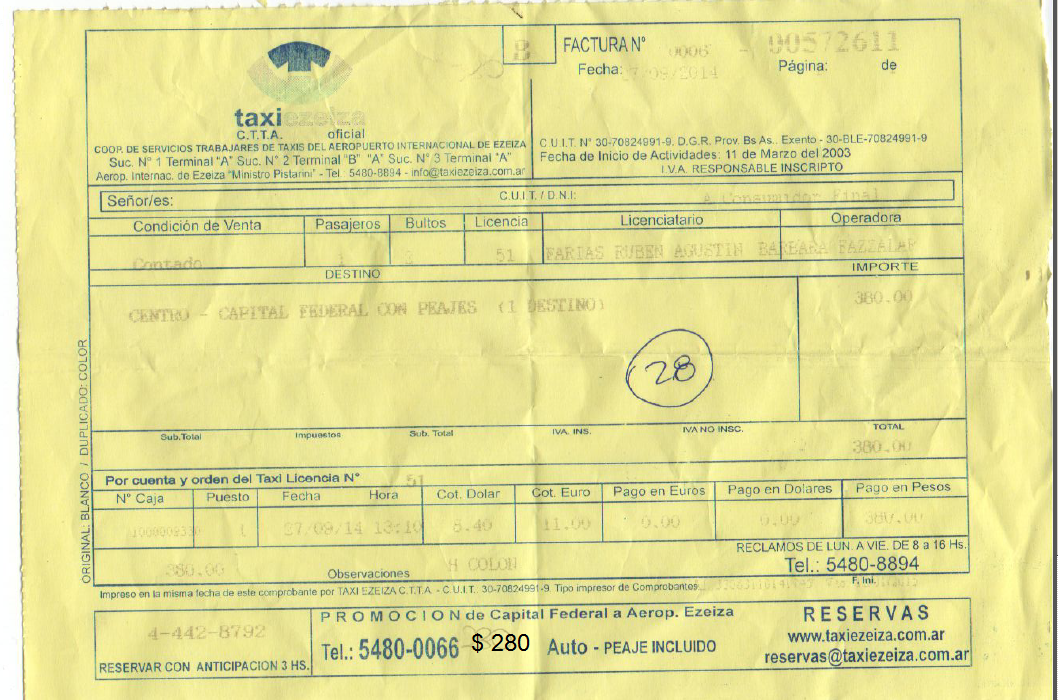 B
FACTURA Nº 0006 - 00572611
Fecha: 27/09/2014 Página: de
taxiezeiza
C.T.T.A. oficial
COOP. DE SERVICIOS TRABAJARES DE TAXIS DEL AEROPUERTO INTERNACIONAL DE EZEIZA
Suc. N° 1 Terminal "A" Suc. N° 2 Terminal "B" "A" Suc. N° 3 Terminal "A"
Aerop. Internac. de Ezeiza "Ministro Pistarini" - Tel. 5480-8894 - info@taxiezeiza.com.ar
C.U.I.T. N° 30-70824991-9, D.G.R. Prov. Bs As.. Exento - 30-BLE-70824991-9
Fecha de Inicio de Actividades: 11 de Marzo del 2003
I.V.A. RESPONSABLE INSCRIPTO
Señor/es: C.U.I.T. / D.N.I: A Consumidor Final
Condición de Venta Pasajeros Bultos Licencia Licenciatario Operadora
Contado 1 51 FARIAS RUBEN AGUSTIN BARBARA FAZZALAR
DESTINO IMPORTE
CENTRO - CAPITAL FEDERAL CON PEAJES (1 DESTINO) 380.00
28
Sub.Total Impuestos Sub. Total IVA. INS. IVA NO INSC. TOTAL
380.00
Por cuenta y orden del Taxi Licencia N° 51
N° Caja Puesto Fecha Hora Cot. Dolar Cot. Euro Pago en Euros Pago en Dolares Pago en Pesos
1 27/09/14 13:10 8.40 11.00 0.00 0.00 380.00
RECLAMOS DE LUN. A VIE. DE 8 a 16 Hs.
Tel.: 5480-8894
380.00 Observaciones H COLON
F. Ini.
Impreso en la misma fecha de este comprobante por TAXI EZEIZA C.T.T.A. - C.U.I.T.: 30-70824991-9. Tipo impresor de Comprobantes
ORIGINAL: BLANCO / DUPLICADO: COLOR
4-442-8792
RESERVAR CON ANTICIPACION 3 HS.
PROMOCION de Capital Federal a Aerop. Ezeiza
Tel.: 5480-0066 $ 280 Auto - PEAJE INCLUIDO
RESERVAS
www.taxiezeiza.com.ar
reservas@taxiezeiza.com.ar